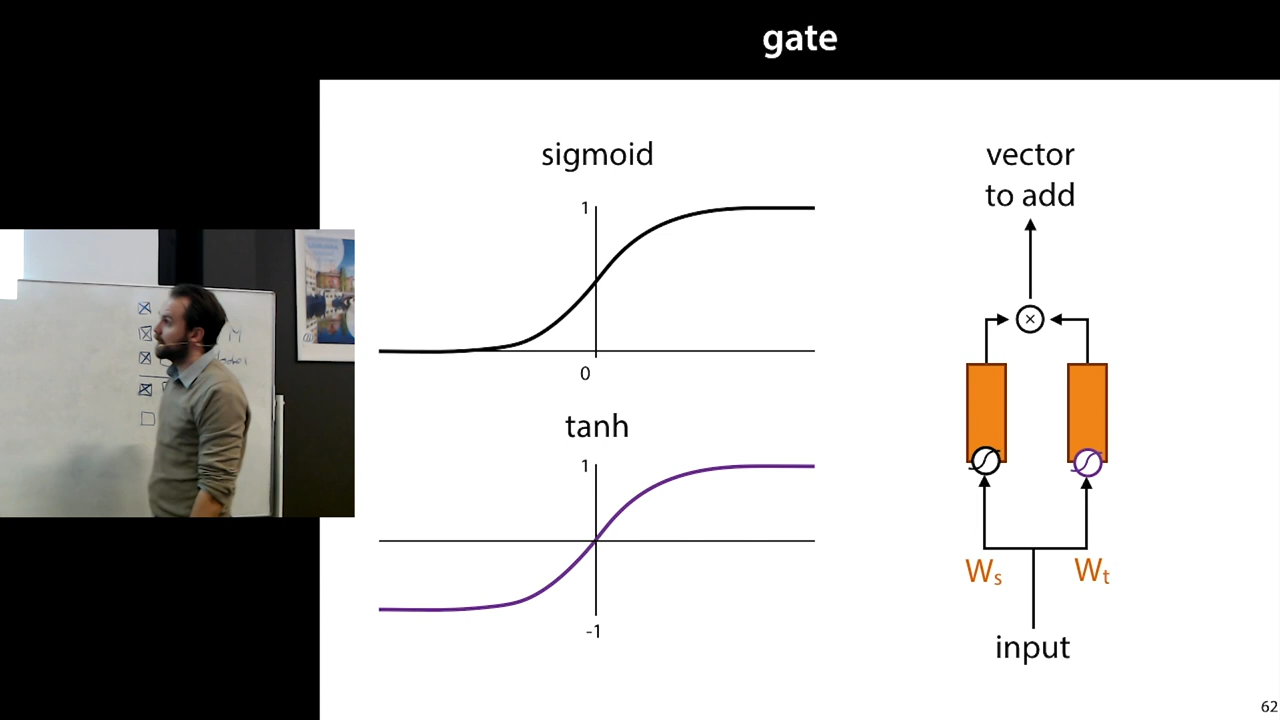 gate
sigmoid
1
0
tanh
1
-1
vector
to add
×
Ws
Wt
input
62